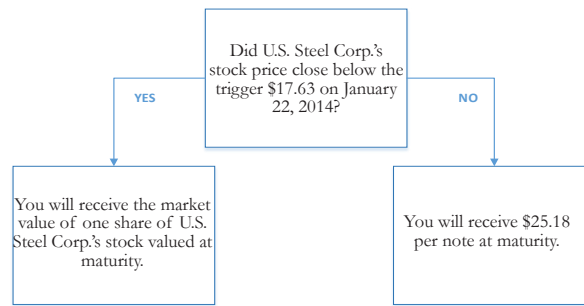 Did U.S. Steel Corp.'s
stock price close below the
trigger $17.63 on January
22, 2014?
YES
NO
You will receive the market
value of one share of U.S.
Steel Corp.'s stock valued at
maturity.
You will receive $25.18
per note at maturity.